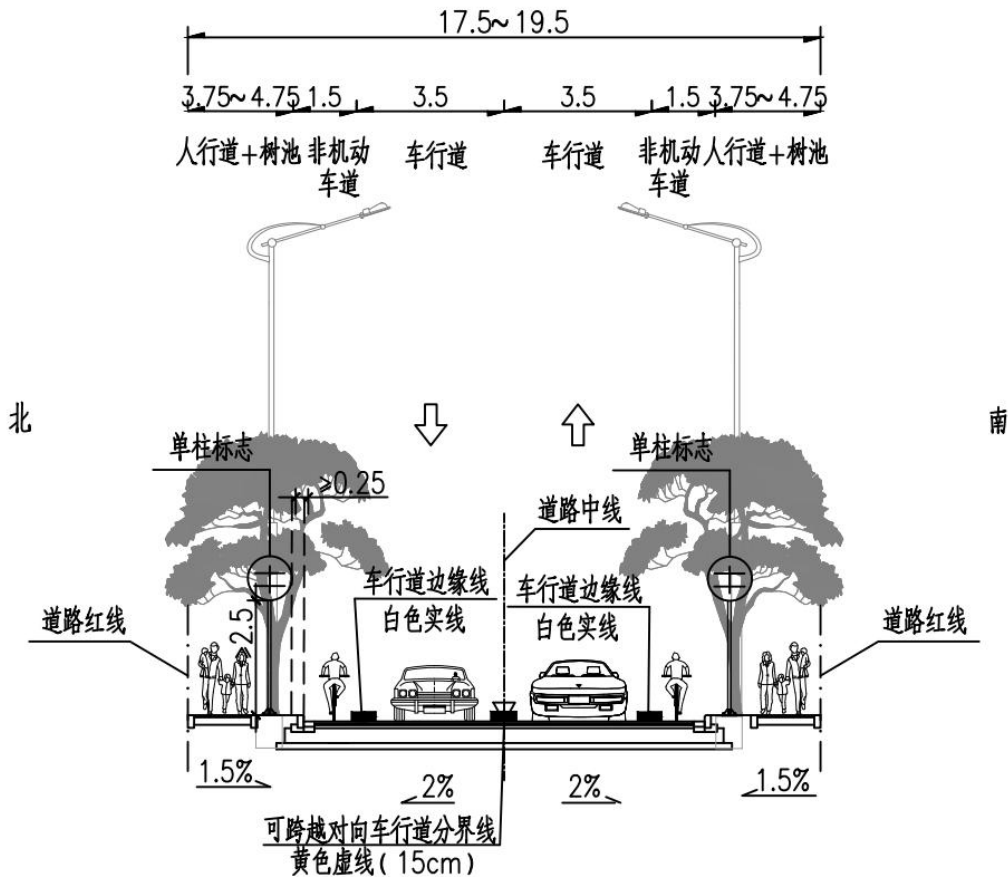 17.5~19.5
3.75~4.75 1.5 3.5 3.5 1.5 3.75~4.75
人行道+树池 非机动车道 车行道 车行道 非机动车道 人行道+树池
北
南
单柱标志
单柱标志
≥0.25
道路中线
车行道边缘线
白色实线
车行道边缘线
白色实线
2.5
道路红线
道路红线
1.5% 2% 2% 1.5%
可跨越对向车行道分界线
黄色虚线(15cm)